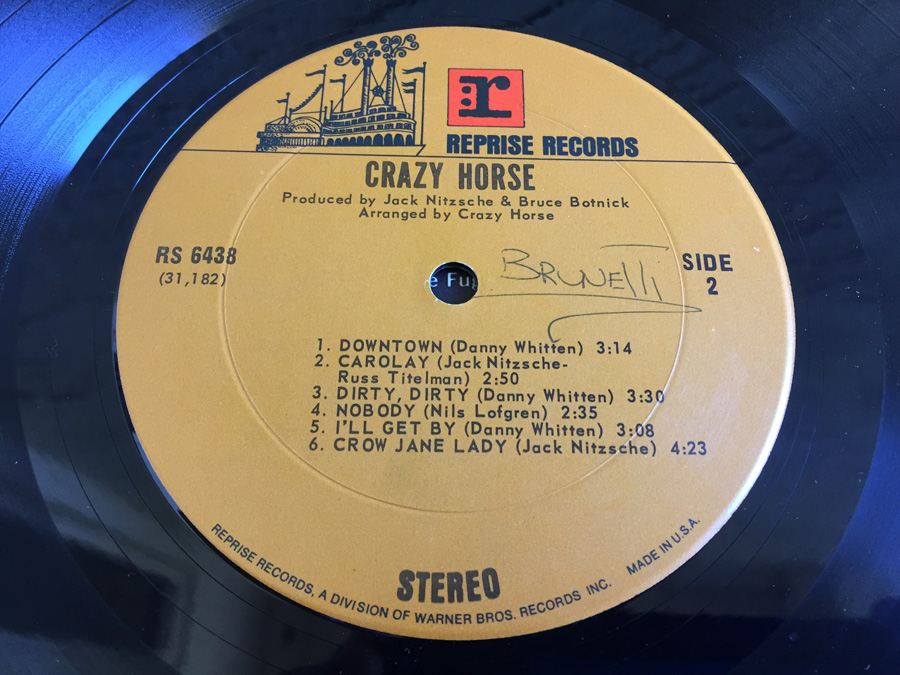 r
REPRISE RECORDS
CRAZY HORSE
Produced by Jack Nitzsche & Bruce Botnick
Arranged by Crazy Horse
RS 6438
(31,182)
e Fu
BRUNElli
SIDE
2
1. DOWNTOWN (Danny Whitten) 3:14
2. CAROLAY (Jack Nitzsche-
Russ Titelman) 2:50
3. DIRTY, DIRTY (Danny Whitten) 3:30
4. NOBODY (Nils Lofgren) 2:35
5. I'LL GET BY (Danny Whitten) 3:08
6. CROW JANE LADY (Jack Nitzsche) 4:23
STEREO
REPRISE RECORDS, A DIVISION OF WARNER BROS. RECORDS INC. MADE IN U.S.A.